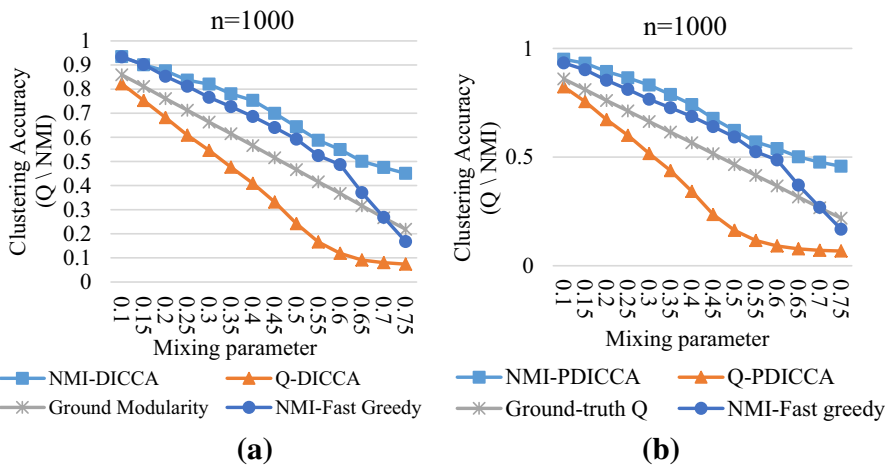 n=1000
Clustering Accuracy
(Q \ NMI)
1
0.9
0.8
0.7
0.6
0.5
0.4
0.3
0.2
0.1
0
0.1
0.15
0.2
0.25
0.3
0.35
0.4
0.45
0.5
0.55
0.6
0.65
0.7
0.75
Mixing parameter
NMI-DICCA
Q-DICCA
Ground Modularity
NMI-Fast Greedy
(a)
n=1000
Clustering Accuracy
(Q \ NMI)
1
0.5
0
0.1
0.15
0.2
0.25
0.3
0.35
0.4
0.45
0.5
0.55
0.6
0.65
0.7
0.75
Mixing parameter
NMI-PDICCA
Q-PDICCA
Ground-truth Q
NMI-Fast greedy
(b)